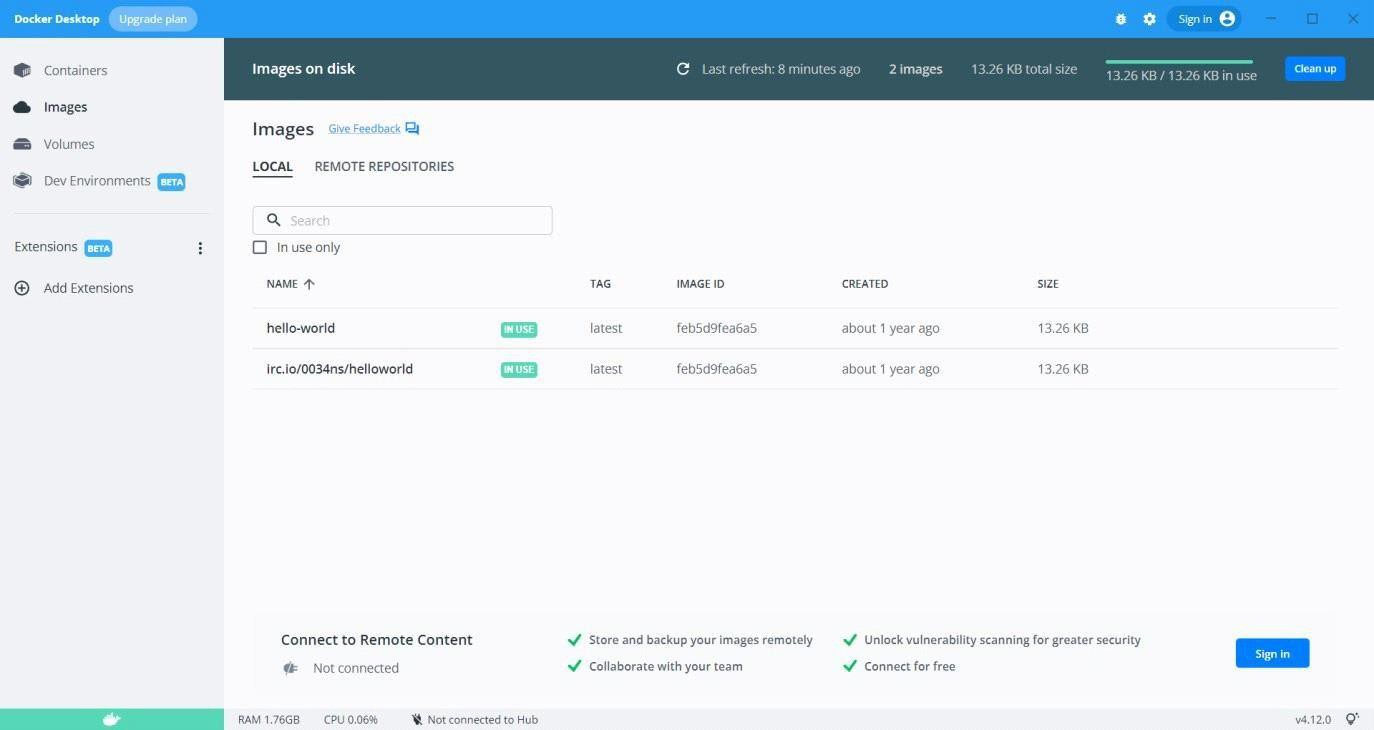 Docker Desktop Upgrade plan Sign in
Containers
Images
Volumes
Dev Environments BETA
Extensions BETA
Add Extensions
Images on disk Last refresh: 8 minutes ago 2 images 13.26 KB total size 13.26 KB / 13.26 KB in use Clean up
Images Give Feedback
LOCAL REMOTE REPOSITORIES
Search
In use only
NAME TAG IMAGE ID CREATED SIZE
hello-world IN USE latest feb5d9fea6a5 about 1 year ago 13.26 KB
irc.io/0034ns/helloworld IN USE latest feb5d9fea6a5 about 1 year ago 13.26 KB
Connect to Remote Content Store and backup your images remotely Unlock vulnerability scanning for greater security
Not connected Collaborate with your team Connect for free
Sign in
RAM 1.76GB CPU 0.06% Not connected to Hub v4.12.0